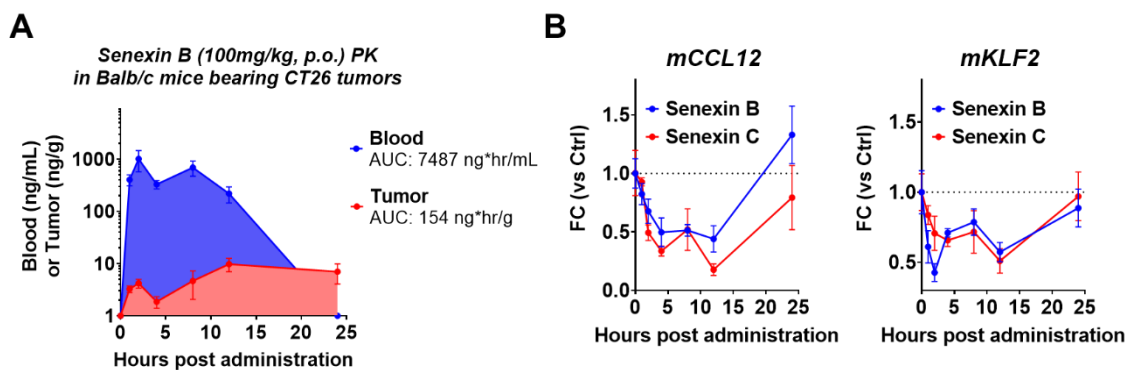 A
Senexin B (100mg/kg, p.o.) PK
in Balb/c mice bearing CT26 tumors
Blood (ng/mL)
or Tumor (ng/g)
1000
100
10
1
0
5
10
15
20
25
Hours post administration
Blood
AUC: 7487 ng*hr/mL
Tumor
AUC: 154 ng*hr/g
B
mCCL12
FC (vs Ctrl)
1.5
1.0
0.5
0.0
Senexin B
Senexin C
0
5
10
15
20
25
Hours post administration
mKLF2
FC (vs Ctrl)
1.5
1.0
0.5
Senexin B
Senexin C
0
5
10
15
20
25
Hours post administration